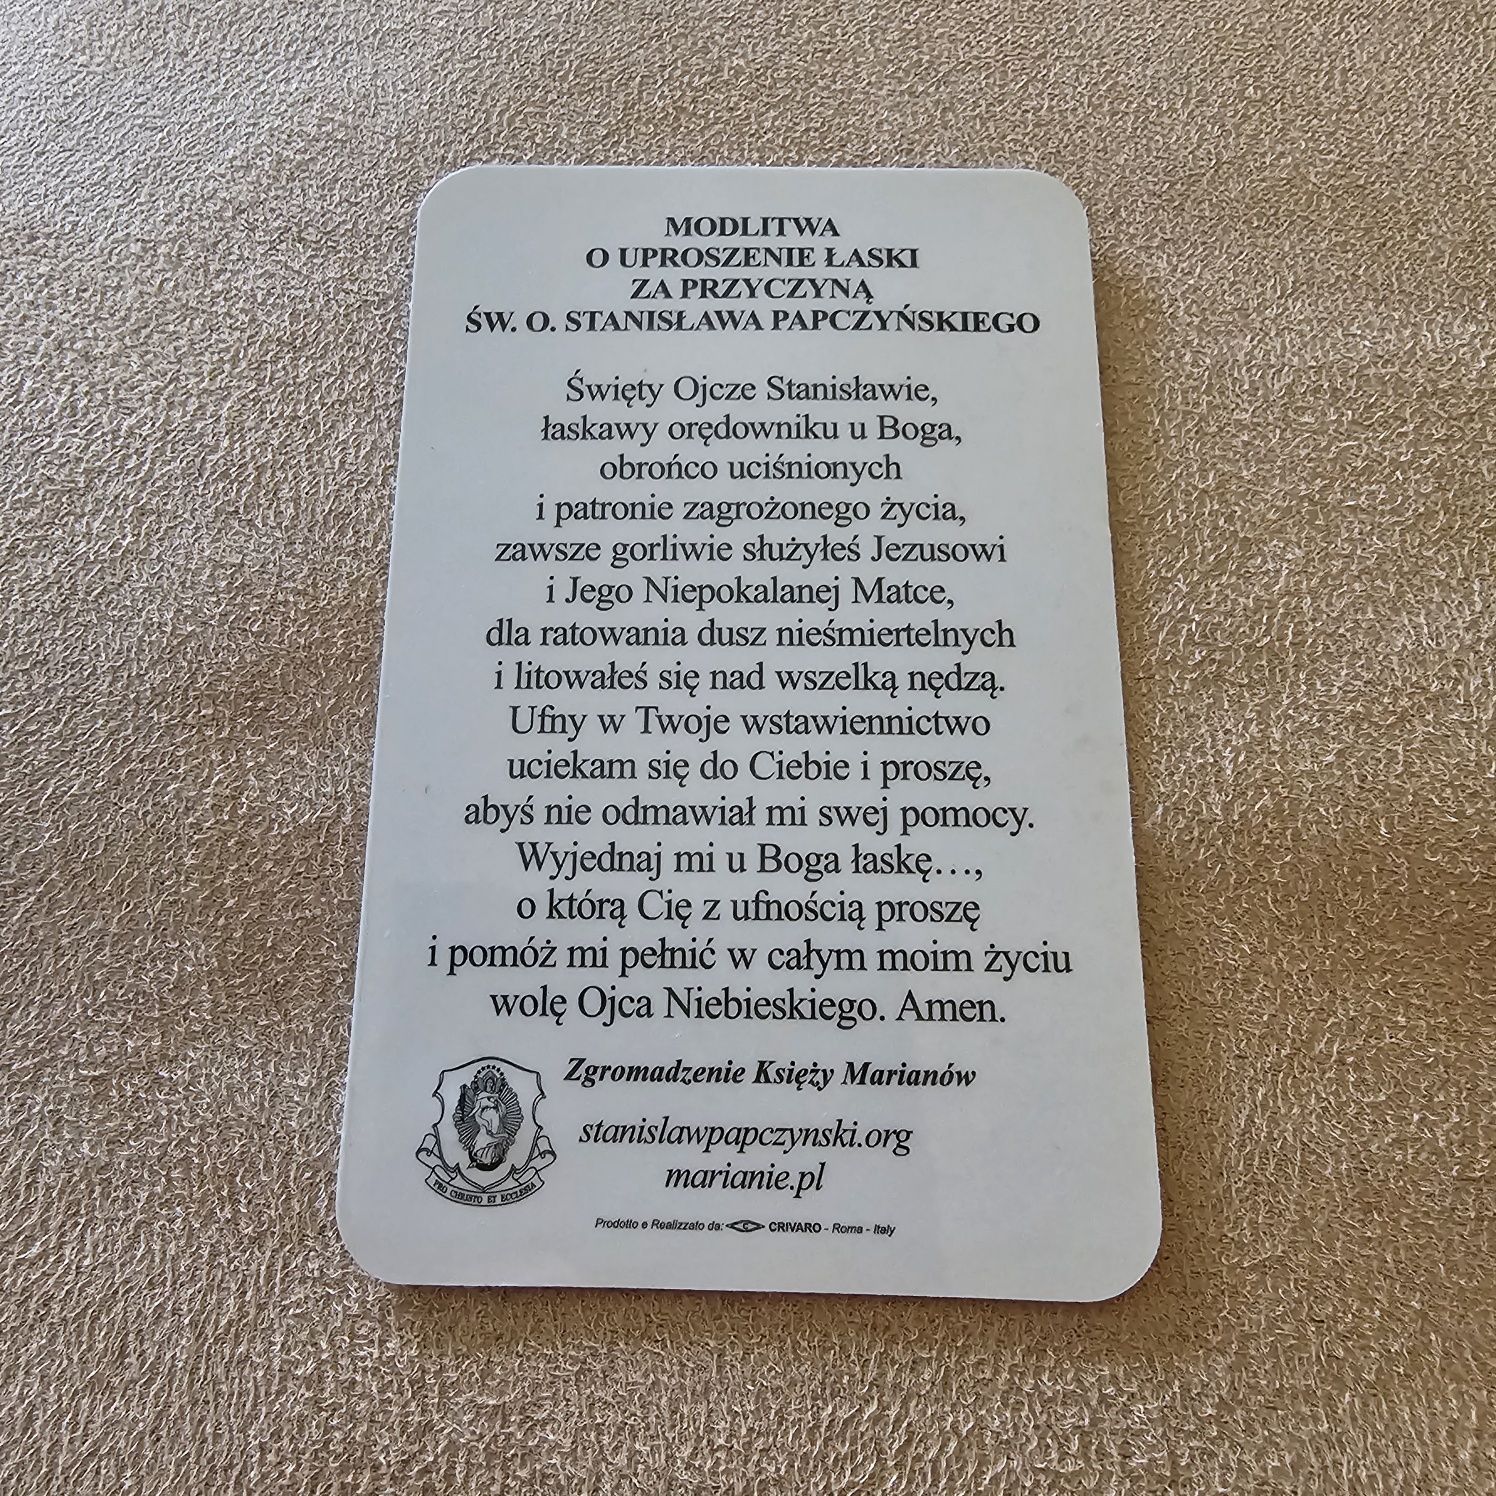 MODLITWA
O UPROSZENIE ŁASKI
ZA PRZYCZYNĄ
ŚW. O. STANISŁAWA PAPCZYŃSKIEGO
Święty Ojcze Stanisławie,
łaskawy orędowniku u Boga,
obrońco uciśnionych
i patronie zagrożonego życia,
zawsze gorliwie służyłeś Jezusowi
i Jego Niepokalanej Matce,
dla ratowania dusz nieśmiertelnych
i litowałeś się nad wszelką nędzą.
Ufny w Twoje wstawiennictwo
uciekam się do Ciebie i proszę,
abyś nie odmawiał mi swej pomocy.
Wyjednaj mi u Boga łaskę…,
o którą Cię z ufnością proszę
i pomóż mi pełnić w całym moim życiu
wolę Ojca Niebieskiego. Amen.
Zgromadzenie Księży Marianów
stanislawpapczynski.org
marianie.pl
PRO CHRISTO ET ECCLESIA
Prodotto e Realizzato da: C CRIVARO - Roma - Italy